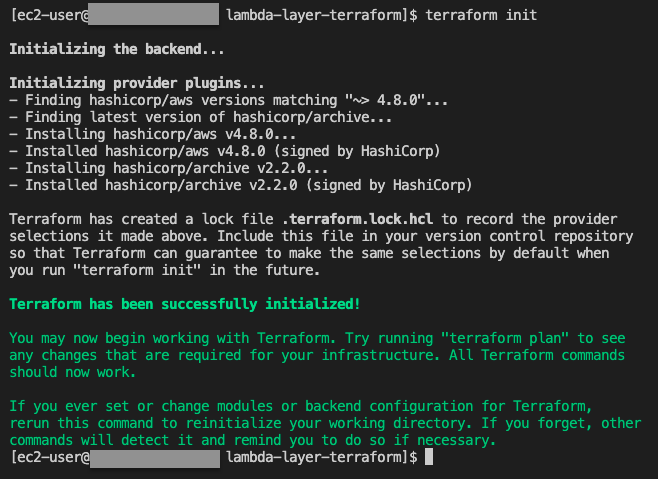 [ec2-user@ lambda-layer-terraform]$ terraform init
Initializing the backend...
Initializing provider plugins...
- Finding hashicorp/aws versions matching "~> 4.8.0"...
- Finding latest version of hashicorp/archive...
- Installing hashicorp/aws v4.8.0...
- Installed hashicorp/aws v4.8.0 (signed by HashiCorp)
- Installing hashicorp/archive v2.2.0...
- Installed hashicorp/archive v2.2.0 (signed by HashiCorp)
Terraform has created a lock file .terraform.lock.hcl to record the provider
selections it made above. Include this file in your version control repository
so that Terraform can guarantee to make the same selections by default when
you run "terraform init" in the future.
Terraform has been successfully initialized!
You may now begin working with Terraform. Try running "terraform plan" to see
any changes that are required for your infrastructure. All Terraform commands
should now work.
If you ever set or change modules or backend configuration for Terraform,
rerun this command to reinitialize your working directory. If you forget, other
commands will detect it and remind you to do so if necessary.
[ec2-user@ lambda-layer-terraform]$